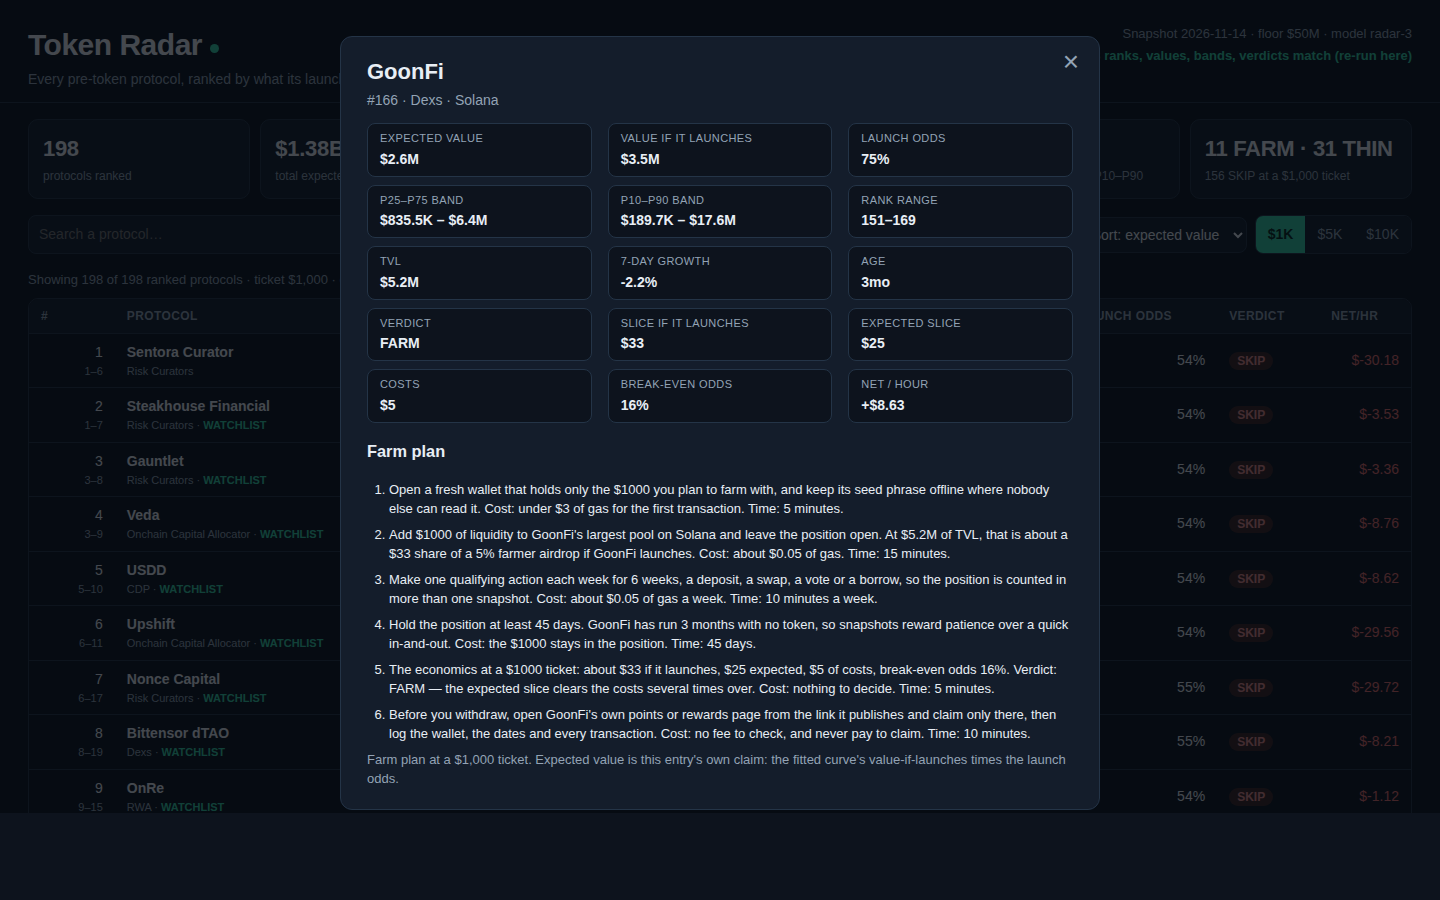 Token Radar
Every pre-token protocol, ranked by what its launch
Snapshot 2026-11-14 · floor $50M · model radar-3
ranks, values, bands, verdicts match (re-run here)
198
protocols ranked
$1.38B
total expecte
P10–P90
11 FARM · 31 THIN
156 SKIP at a $1,000 ticket
Search a protocol…
sort: expected value
$1K
$5K
$10K
Showing 198 of 198 ranked protocols · ticket $1,000 ·
#
PROTOCOL
UNCH ODDS
VERDICT
NET/HR
1 Sentora Curator 54% SKIP $-30.18
1–6 Risk Curators
2 Steakhouse Financial 54% SKIP $-3.53
1–7 Risk Curators · WATCHLIST
3 Gauntlet 54% SKIP $-3.36
3–8 Risk Curators · WATCHLIST
4 Veda 54% SKIP $-8.76
3–9 Onchain Capital Allocator · WATCHLIST
5 USDD 54% SKIP $-8.62
5–10 CDP · WATCHLIST
6 Upshift 54% SKIP $-29.56
6–11 Onchain Capital Allocator · WATCHLIST
7 Nonce Capital 55% SKIP $-29.72
6–17 Risk Curators · WATCHLIST
8 Bittensor dTAO 55% SKIP $-8.21
8–19 Dexs · WATCHLIST
9 OnRe 54% SKIP $-1.12
9–15 RWA · WATCHLIST
GoonFi
✕
#166 · Dexs · Solana
EXPECTED VALUE
$2.6M
VALUE IF IT LAUNCHES
$3.5M
LAUNCH ODDS
75%
P25–P75 BAND
$835.5K – $6.4M
P10–P90 BAND
$189.7K – $17.6M
RANK RANGE
151–169
TVL
$5.2M
7-DAY GROWTH
-2.2%
AGE
3mo
VERDICT
FARM
SLICE IF IT LAUNCHES
$33
EXPECTED SLICE
$25
COSTS
$5
BREAK-EVEN ODDS
16%
NET / HOUR
+$8.63
Farm plan
1. Open a fresh wallet that holds only the $1000 you plan to farm with, and keep its seed phrase offline where nobody
else can read it. Cost: under $3 of gas for the first transaction. Time: 5 minutes.
2. Add $1000 of liquidity to GoonFi's largest pool on Solana and leave the position open. At $5.2M of TVL, that is about a
$33 share of a 5% farmer airdrop if GoonFi launches. Cost: about $0.05 of gas. Time: 15 minutes.
3. Make one qualifying action each week for 6 weeks, a deposit, a swap, a vote or a borrow, so the position is counted in
more than one snapshot. Cost: about $0.05 of gas a week. Time: 10 minutes a week.
4. Hold the position at least 45 days. GoonFi has run 3 months with no token, so snapshots reward patience over a quick
in-and-out. Cost: the $1000 stays in the position. Time: 45 days.
5. The economics at a $1000 ticket: about $33 if it launches, $25 expected, $5 of costs, break-even odds 16%. Verdict:
FARM — the expected slice clears the costs several times over. Cost: nothing to decide. Time: 5 minutes.
6. Before you withdraw, open GoonFi's own points or rewards page from the link it publishes and claim only there, then
log the wallet, the dates and every transaction. Cost: no fee to check, and never pay to claim. Time: 10 minutes.
Farm plan at a $1,000 ticket. Expected value is this entry's own claim: the fitted curve's value-if-launches times the launch
odds.